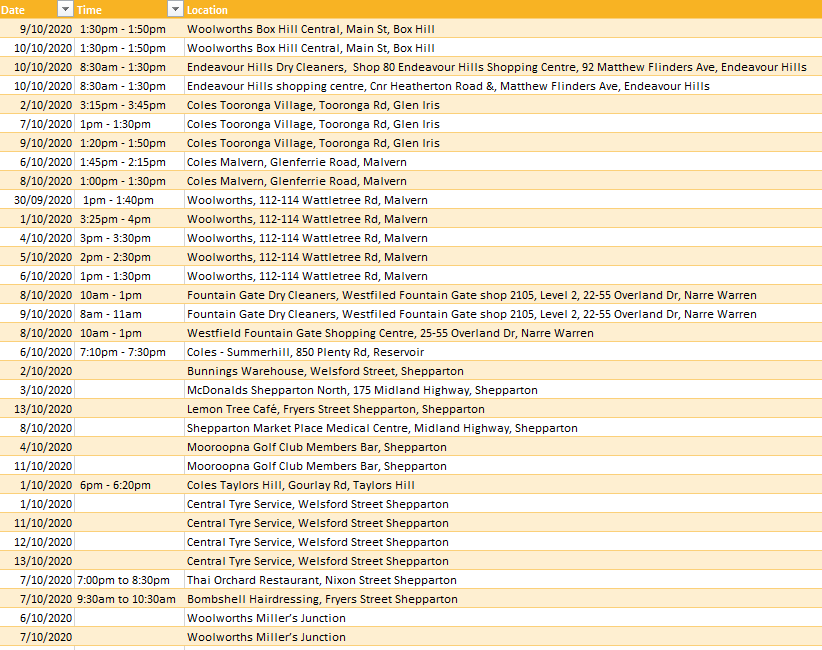 Date Time Location
9/10/2020 1:30pm - 1:50pm Woolworths Box Hill Central, Main St, Box Hill
10/10/2020 1:30pm - 1:50pm Woolworths Box Hill Central, Main St, Box Hill
10/10/2020 8:30am - 1:30pm Endeavour Hills Dry Cleaners, Shop 80 Endeavour Hills Shopping Centre, 92 Matthew Flinders Ave, Endeavour Hills
10/10/2020 8:30am - 1:30pm Endeavour Hills shopping centre, Cnr Heatherton Road &, Matthew Flinders Ave, Endeavour Hills
2/10/2020 3:15pm - 3:45pm Coles Tooronga Village, Tooronga Rd, Glen Iris
7/10/2020 1pm - 1:30pm Coles Tooronga Village, Tooronga Rd, Glen Iris
9/10/2020 1:20pm - 1:50pm Coles Tooronga Village, Tooronga Rd, Glen Iris
6/10/2020 1:45pm - 2:15pm Coles Malvern, Glenferrie Road, Malvern
8/10/2020 1:00pm - 1:30pm Coles Malvern, Glenferrie Road, Malvern
30/09/2020 1pm - 1:40pm Woolworths, 112-114 Wattletree Rd, Malvern
1/10/2020 3:25pm - 4pm Woolworths, 112-114 Wattletree Rd, Malvern
4/10/2020 3pm - 3:30pm Woolworths, 112-114 Wattletree Rd, Malvern
5/10/2020 2pm - 2:30pm Woolworths, 112-114 Wattletree Rd, Malvern
6/10/2020 1pm - 1:30pm Woolworths, 112-114 Wattletree Rd, Malvern
8/10/2020 10am - 1pm Fountain Gate Dry Cleaners, Westfiled Fountain Gate shop 2105, Level 2, 22-55 Overland Dr, Narre Warren
9/10/2020 8am - 11am Fountain Gate Dry Cleaners, Westfiled Fountain Gate shop 2105, Level 2, 22-55 Overland Dr, Narre Warren
8/10/2020 10am - 1pm Westfield Fountain Gate Shopping Centre, 25-55 Overland Dr, Narre Warren
6/10/2020 7:10pm - 7:30pm Coles - Summerhill, 850 Plenty Rd, Reservoir
2/10/2020 Bunnings Warehouse, Welsford Street, Shepparton
3/10/2020 McDonalds Shepparton North, 175 Midland Highway, Shepparton
13/10/2020 Lemon Tree Café, Fryers Street Shepparton, Shepparton
8/10/2020 Shepparton Market Place Medical Centre, Midland Highway, Shepparton
4/10/2020 Mooroopna Golf Club Members Bar, Shepparton
11/10/2020 Mooroopna Golf Club Members Bar, Shepparton
1/10/2020 6pm - 6:20pm Coles Taylors Hill, Gourlay Rd, Taylors Hill
1/10/2020 Central Tyre Service, Welsford Street Shepparton
11/10/2020 Central Tyre Service, Welsford Street Shepparton
12/10/2020 Central Tyre Service, Welsford Street Shepparton
13/10/2020 Central Tyre Service, Welsford Street Shepparton
7/10/2020 7:00pm to 8:30pm Thai Orchard Restaurant, Nixon Street Shepparton
7/10/2020 9:30am to 10:30am Bombshell Hairdressing, Fryers Street Shepparton
6/10/2020 Woolworths Miller’s Junction
7/10/2020 Woolworths Miller’s Junction